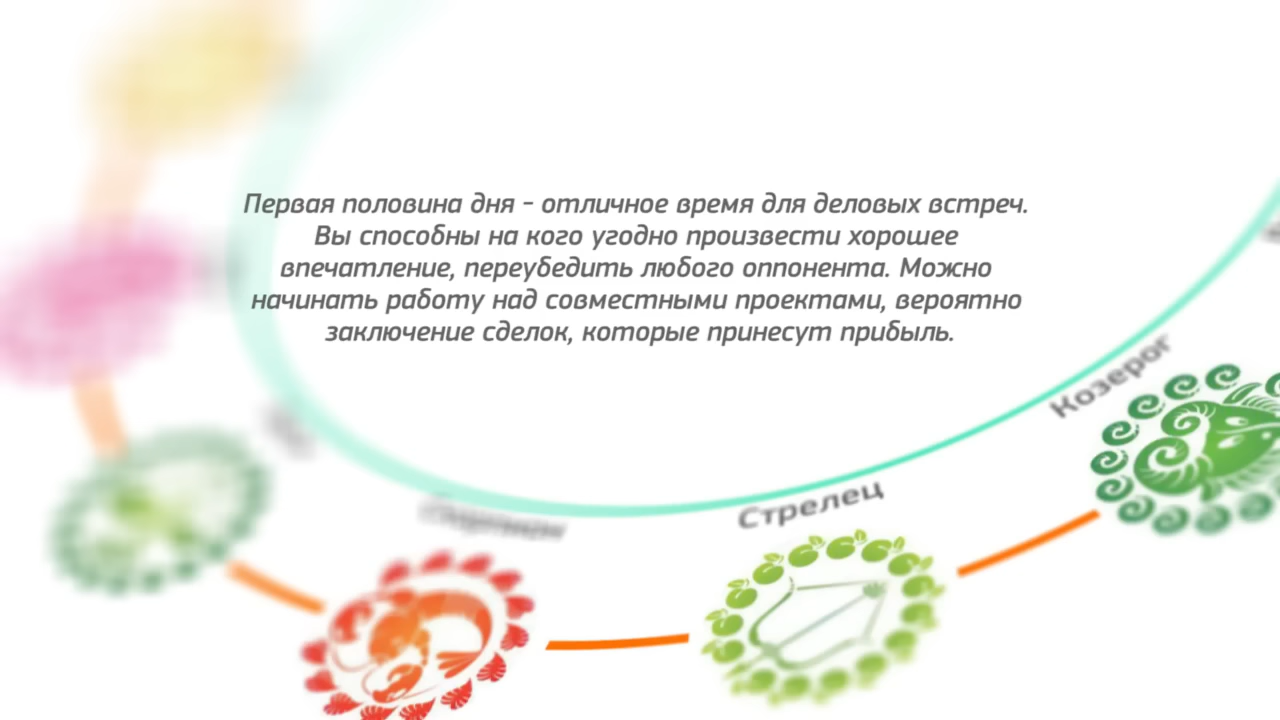 Первая половина дня - отличное время для деловых встреч.
Вы способны на кого угодно произвести хорошее
впечатление, переубедить любого оппонента. Можно
начинать работу над совместными проектами, вероятно
заключение сделок, которые принесут прибыль.
Козерог
Стрелец
Скорпион